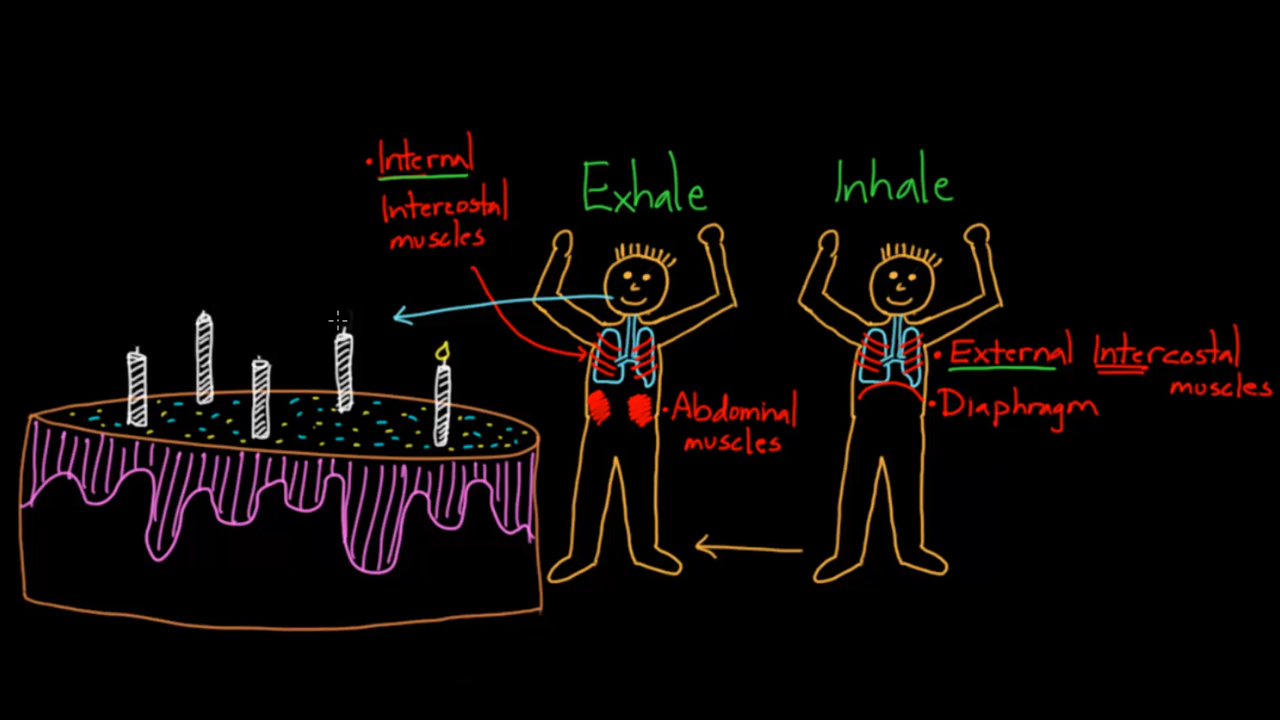 • Internal
Intercostal
muscles
Exhale
Inhale
• External Intercostal
muscles
• Diaphragm
• Abdominal
muscles